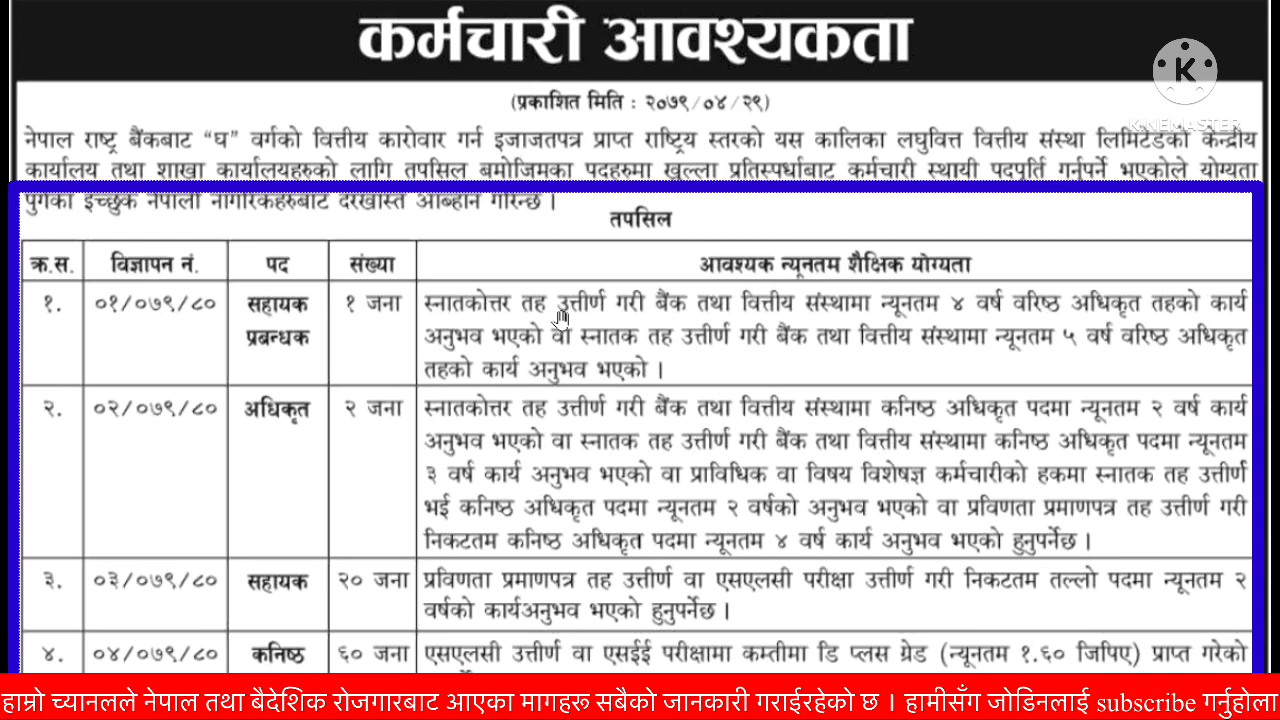 कर्मचारी आवश्यकता
(प्रकाशित मिति : २०७९/०४/२९)
KINEMASTER
नेपाल राष्ट्र बैंकबाट “घ” वर्गको वित्तीय कारोवार गर्न इजाजतपत्र प्राप्त राष्ट्रिय स्तरको यस कालिका लघुवित्त वित्तीय संस्था लिमिटेडको केन्द्रीय
कार्यालय तथा शाखा कार्यालयहरुको लागि तपसिल बमोजिमका पदहरुमा खुल्ला प्रतिस्पर्धाबाट कर्मचारी स्थायी पदपूर्ति गर्नुपर्ने भएकोले योग्यता
पुगेका इच्छुक नेपाली नागरिकहरुबाट दरखास्त आब्हान गरिन्छ ।
तपसिल
क्र.स. विज्ञापन नं. पद संख्या आवश्यक न्यूनतम शैक्षिक योग्यता
१. ०१/०७९/८० सहायक १ जना स्नातकोत्तर तह उत्तीर्ण गरी बैंक तथा वित्तीय संस्थामा न्यूनतम ४ वर्ष वरिष्ठ अधिकृत तहको कार्य
प्रबन्धक अनुभव भएको वा स्नातक तह उत्तीर्ण गरी बैंक तथा वित्तीय संस्थामा न्यूनतम ५ वर्ष वरिष्ठ अधिकृत
तहको कार्य अनुभव भएको ।
२. ०२/०७९/८० अधिकृत २ जना स्नातकोत्तर तह उत्तीर्ण गरी बैंक तथा वित्तीय संस्थामा कनिष्ठ अधिकृत पदमा न्यूनतम २ वर्ष कार्य
अनुभव भएको वा स्नातक तह उत्तीर्ण गरी बैंक तथा वित्तीय संस्थामा कनिष्ठ अधिकृत पदमा न्यूनतम
३ वर्ष कार्य अनुभव भएको वा प्राविधिक वा विषय विशेषज्ञ कर्मचारीको हकमा स्नातक तह उत्तीर्ण
भई कनिष्ठ अधिकृत पदमा न्यूनतम २ वर्षको अनुभव भएको वा प्रविणता प्रमाणपत्र तह उत्तीर्ण गरी
निकटतम कनिष्ठ अधिकृत पदमा न्यूनतम ४ वर्ष कार्य अनुभव भएको हुनुपर्नेछ ।
३. ०३/०७९/८० सहायक २० जना प्रविणता प्रमाणपत्र तह उत्तीर्ण वा एसएलसी परीक्षा उत्तीर्ण गरी निकटतम तल्लो पदमा न्यूनतम २
वर्षको कार्यअनुभव भएको हुनुपर्नेछ ।
४. ०४/०७९/८० कनिष्ठ ६० जना एसएलसी उत्तीर्ण वा एसईई परीक्षामा कम्तीमा डि प्लस ग्रेड (न्यूनतम १.६० जिपिए) प्राप्त गरेको
हाम्रो च्यानलले नेपाल तथा बैदेशिक रोजगारबाट आएका मागहरू सबैको जानकारी गराईरहेको छ । हामीसँग जोडिनलाई subscribe गर्नुहोला